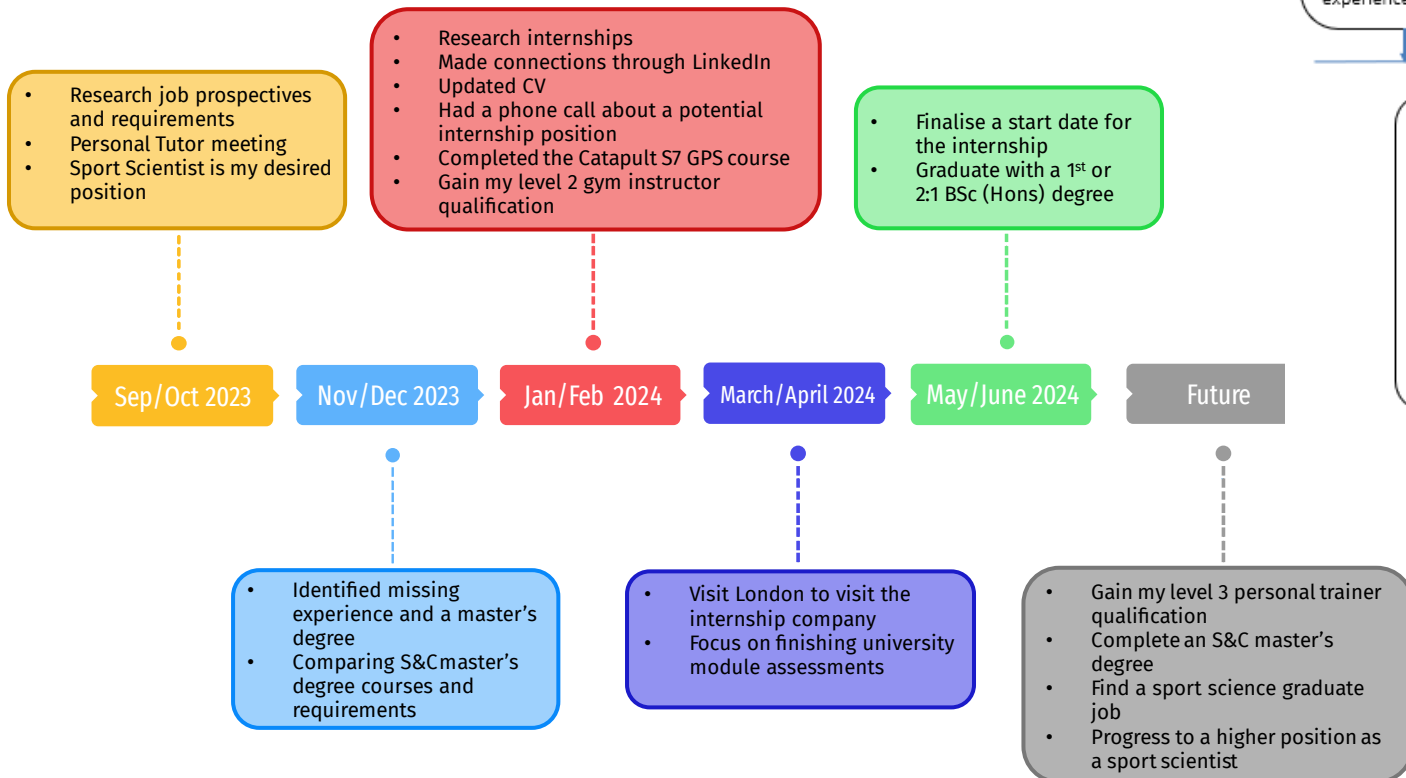 experience
• Research job prospectives
and requirements
• Personal Tutor meeting
• Sport Scientist is my desired
position
• Research internships
• Made connections through LinkedIn
• Updated CV
• Had a phone call about a potential
internship position
• Completed the Catapult S7 GPS course
• Gain my level 2 gym instructor
qualification
• Finalise a start date for
the internship
• Graduate with a 1st or
2:1 BSc (Hons) degree
Sep/Oct 2023
Nov/Dec 2023
Jan/Feb 2024
March/April 2024
May/June 2024
Future
• Identified missing
experience and a master’s
degree
• Comparing S&C master’s
degree courses and
requirements
• Visit London to visit the
internship company
• Focus on finishing university
module assessments
• Gain my level 3 personal trainer
qualification
• Complete an S&C master’s
degree
• Find a sport science graduate
job
• Progress to a higher position as
a sport scientist